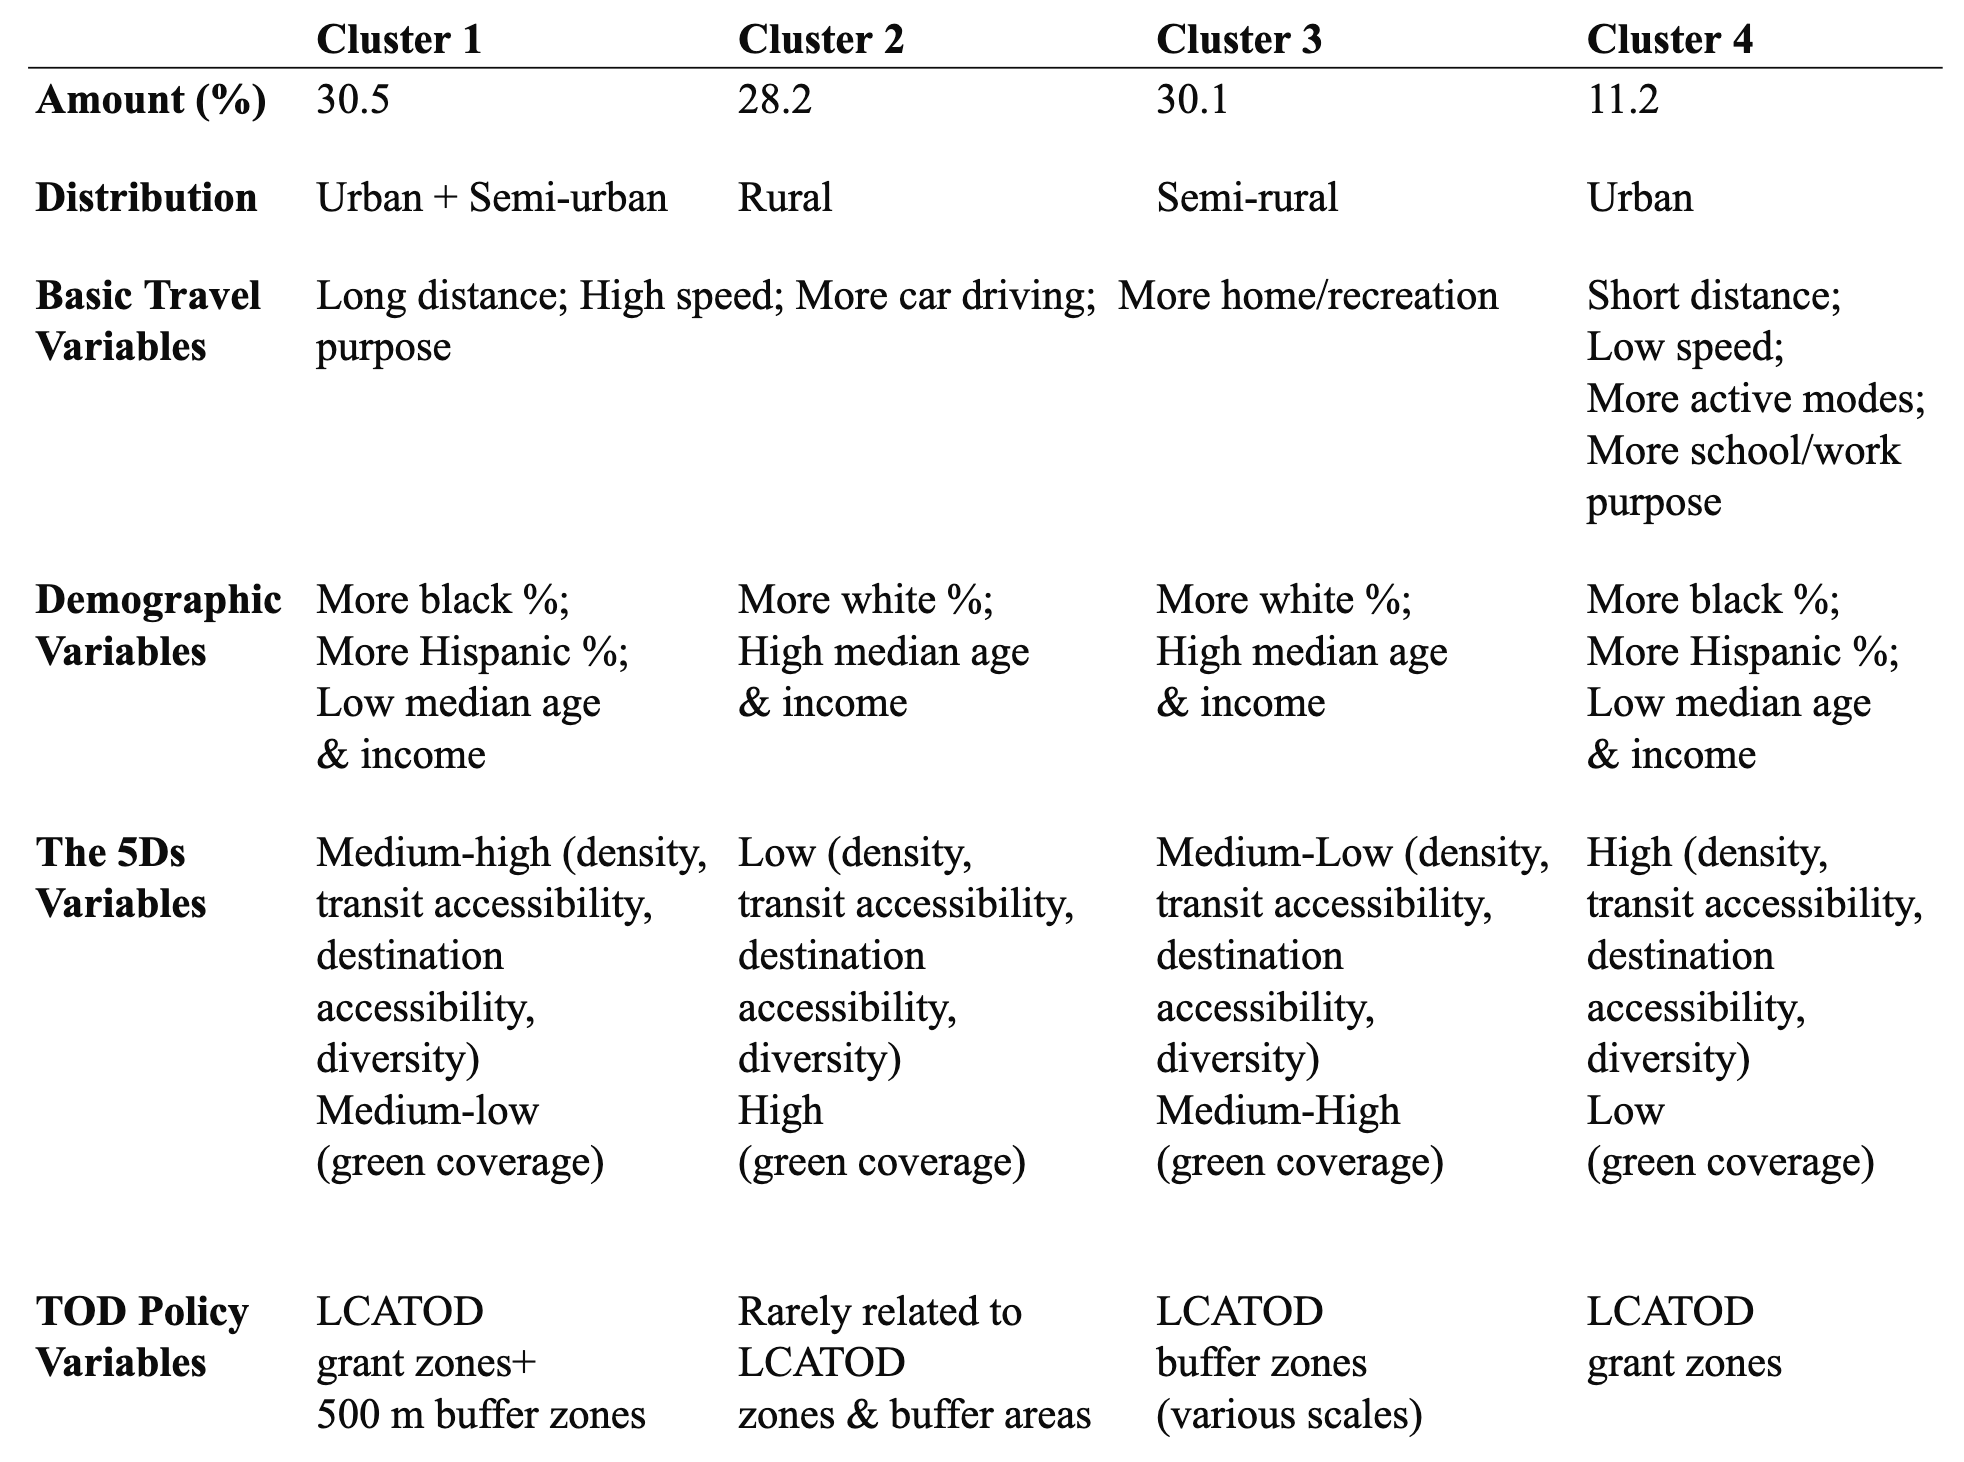 Cluster 1 Cluster 2 Cluster 3 Cluster 4
Amount (%) 30.5 28.2 30.1 11.2
Distribution Urban + Semi-urban Rural Semi-rural Urban
Basic Travel Long distance; High speed; More car driving; More home/recreation Short distance;
Variables purpose Low speed;
More active modes;
More school/work
purpose
Demographic More black %; More white %; More white %; More black %;
Variables More Hispanic %; High median age High median age More Hispanic %;
Low median age & income & income Low median age
& income & income
The 5Ds Medium-high (density, Low (density, Medium-Low (density, High (density,
Variables transit accessibility, transit accessibility, transit accessibility, transit accessibility,
destination destination destination destination
accessibility, accessibility, accessibility, accessibility,
diversity) diversity) diversity) diversity)
Medium-low High Medium-High Low
(green coverage) (green coverage) (green coverage) (green coverage)
TOD Policy LCATOD Rarely related to LCATOD LCATOD
Variables grant zones+ LCATOD buffer zones grant zones
500 m buffer zones zones & buffer areas (various scales)